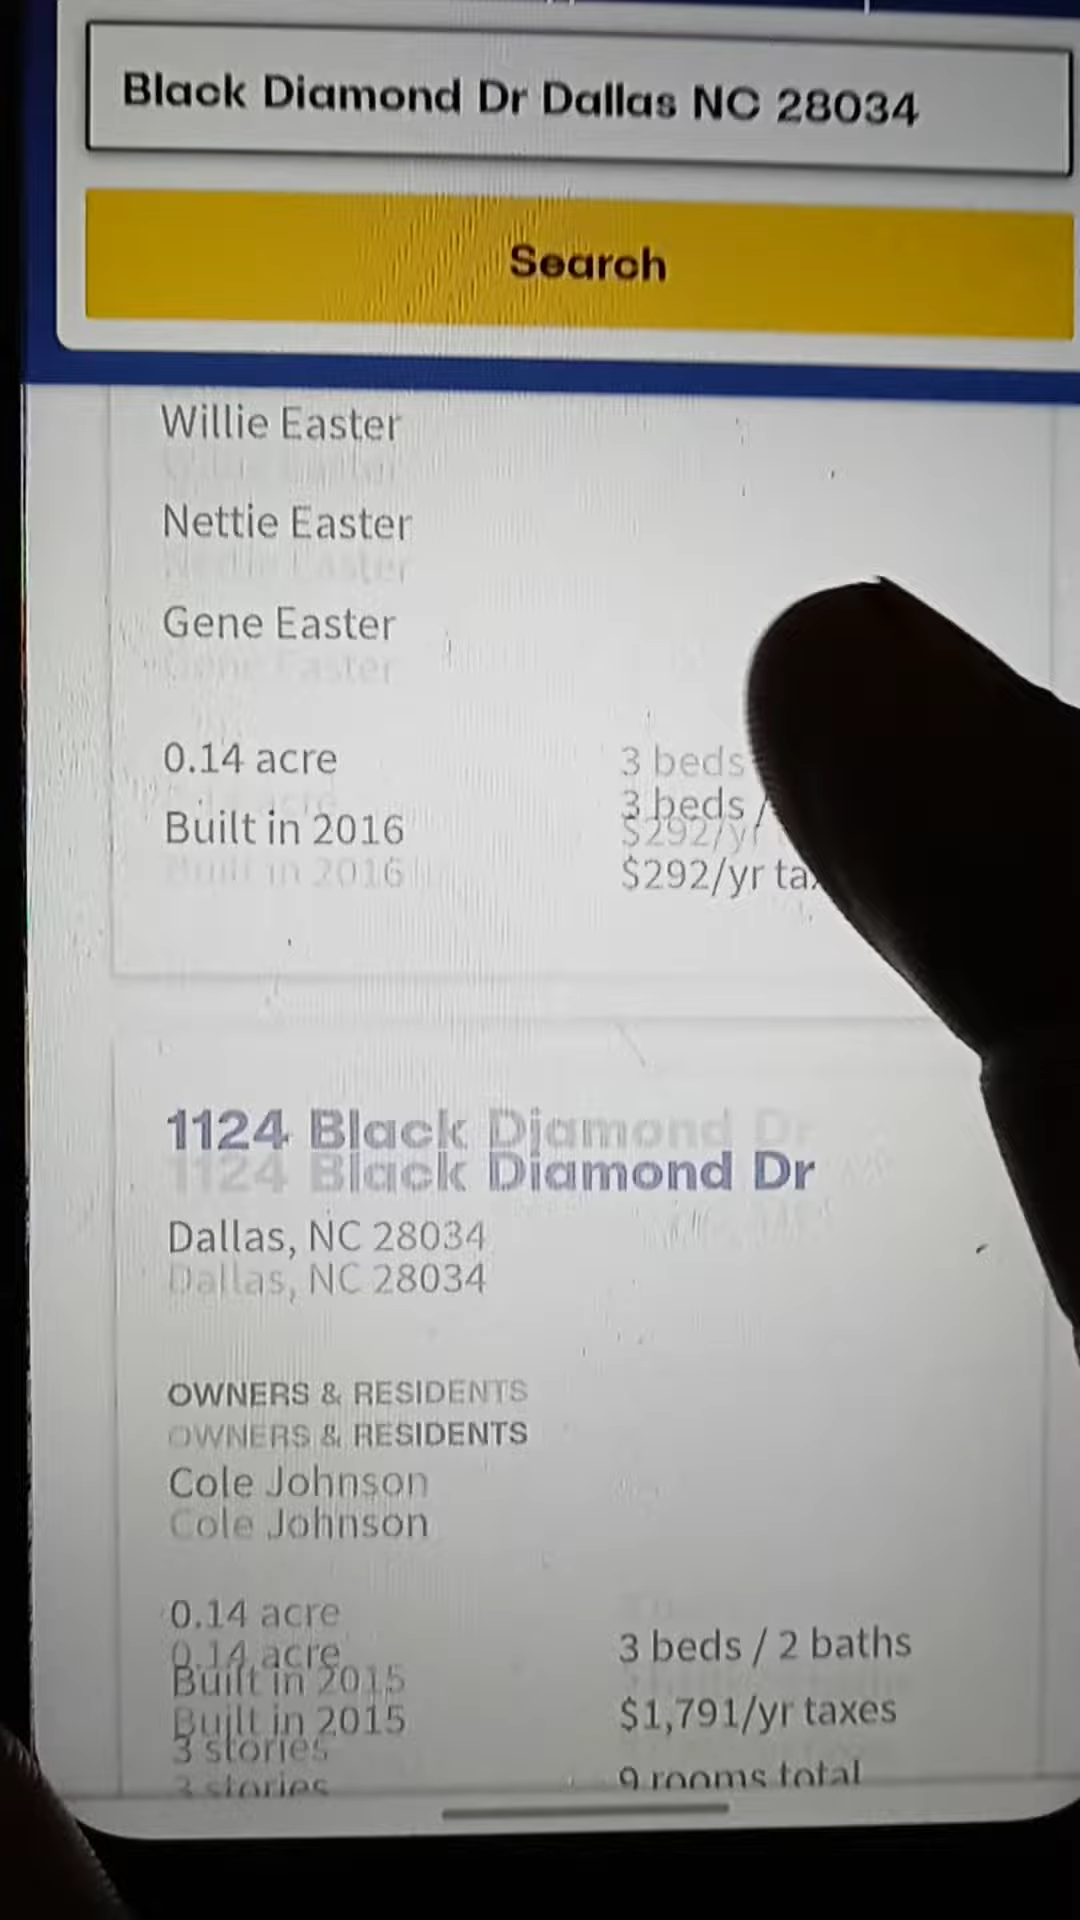 Black Diamond Dr Dallas NC 28034
Search
Willie Easter
Nettie Easter
Gene Easter
0.14 acre
3 beds /
Built in 2016
$292/yr
1124 Black Diamond Dr
Dallas, NC 28034
OWNERS & RESIDENTS
Cole Johnson
0.14 acre
3 beds / 2 baths
Built in 2015
$1,791/yr taxes
3 stories
9 rooms total